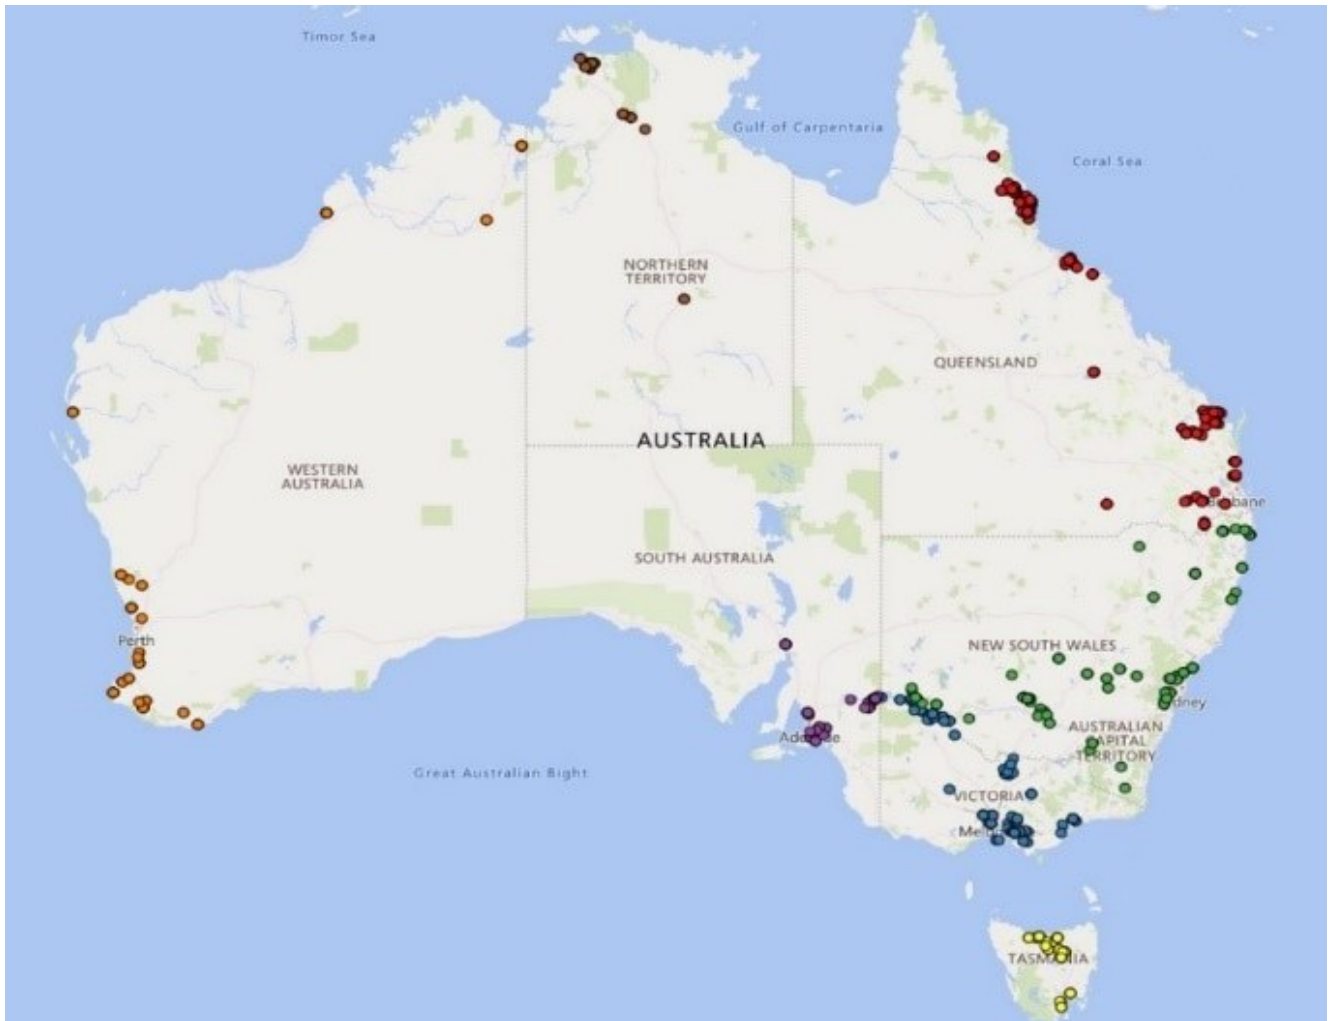 Timor Sea
Gulf of Carpentaria
Coral Sea
NORTHERN
TERRITORY
QUEENSLAND
AUSTRALIA
WESTERN
AUSTRALIA
SOUTH AUSTRALIA
Perth
NEW SOUTH WALES
AUSTRALIAN
CAPITAL
TERRITORY
Great Australian Bight
VICTORIA
TASMANIA